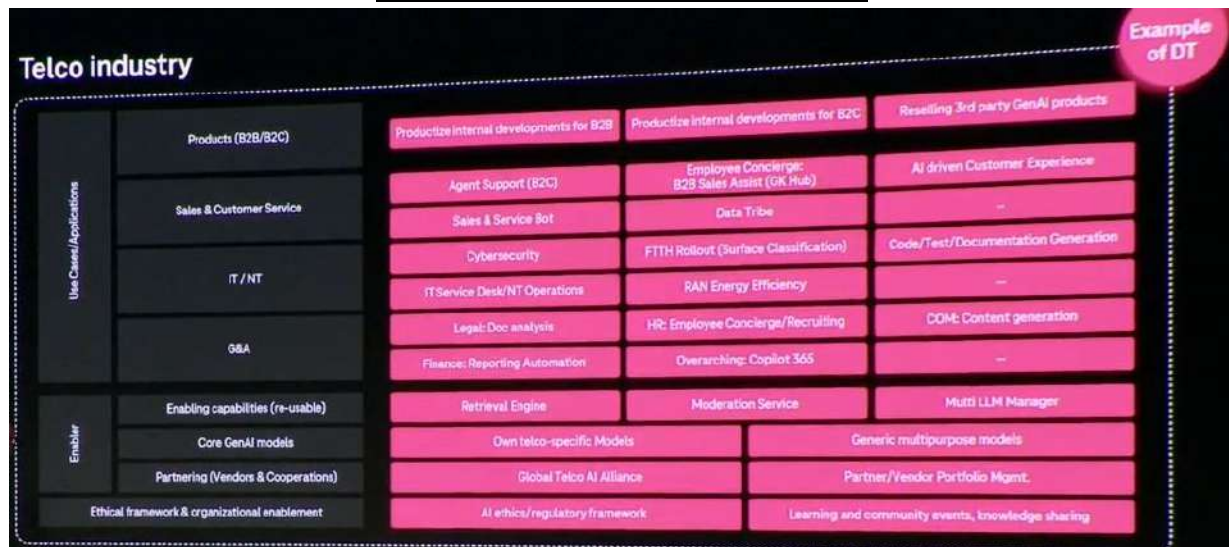 Example
of DT
Telco industry
Use Cases/Applications
Products (B2B/B2C)
Productize internal developments for B2B
Productize internal developments for B2C
Reselling 3rd party GenAI products
Sales & Customer Service
Agent Support (B2C)
Employee Concierge:
B2B Sales Assist (GK Hub)
AI driven Customer Experience
Sales & Service Bot
Data Tribe
...
IT / NT
Cybersecurity
FTTH Rollout (Surface Classification)
Code/Test/Documentation Generation
IT Service Desk/NT Operations
RAN Energy Efficiency
...
G&A
Legal: Doc analysis
HR: Employee Concierge/Recruiting
COM: Content generation
Finance: Reporting Automation
Overarching: Copilot 365
...
Enabler
Enabling capabilities (re-usable)
Retrieval Engine
Moderation Service
Multi LLM Manager
Core GenAI models
Own telco-specific Models
Generic multipurpose models
Partnering (Vendors & Cooperations)
Global Telco AI Alliance
Partner/Vendor Portfolio Mgmt.
Ethical framework & organizational enablement
AI ethics/regulatory framework
Learning and community events, knowledge sharing